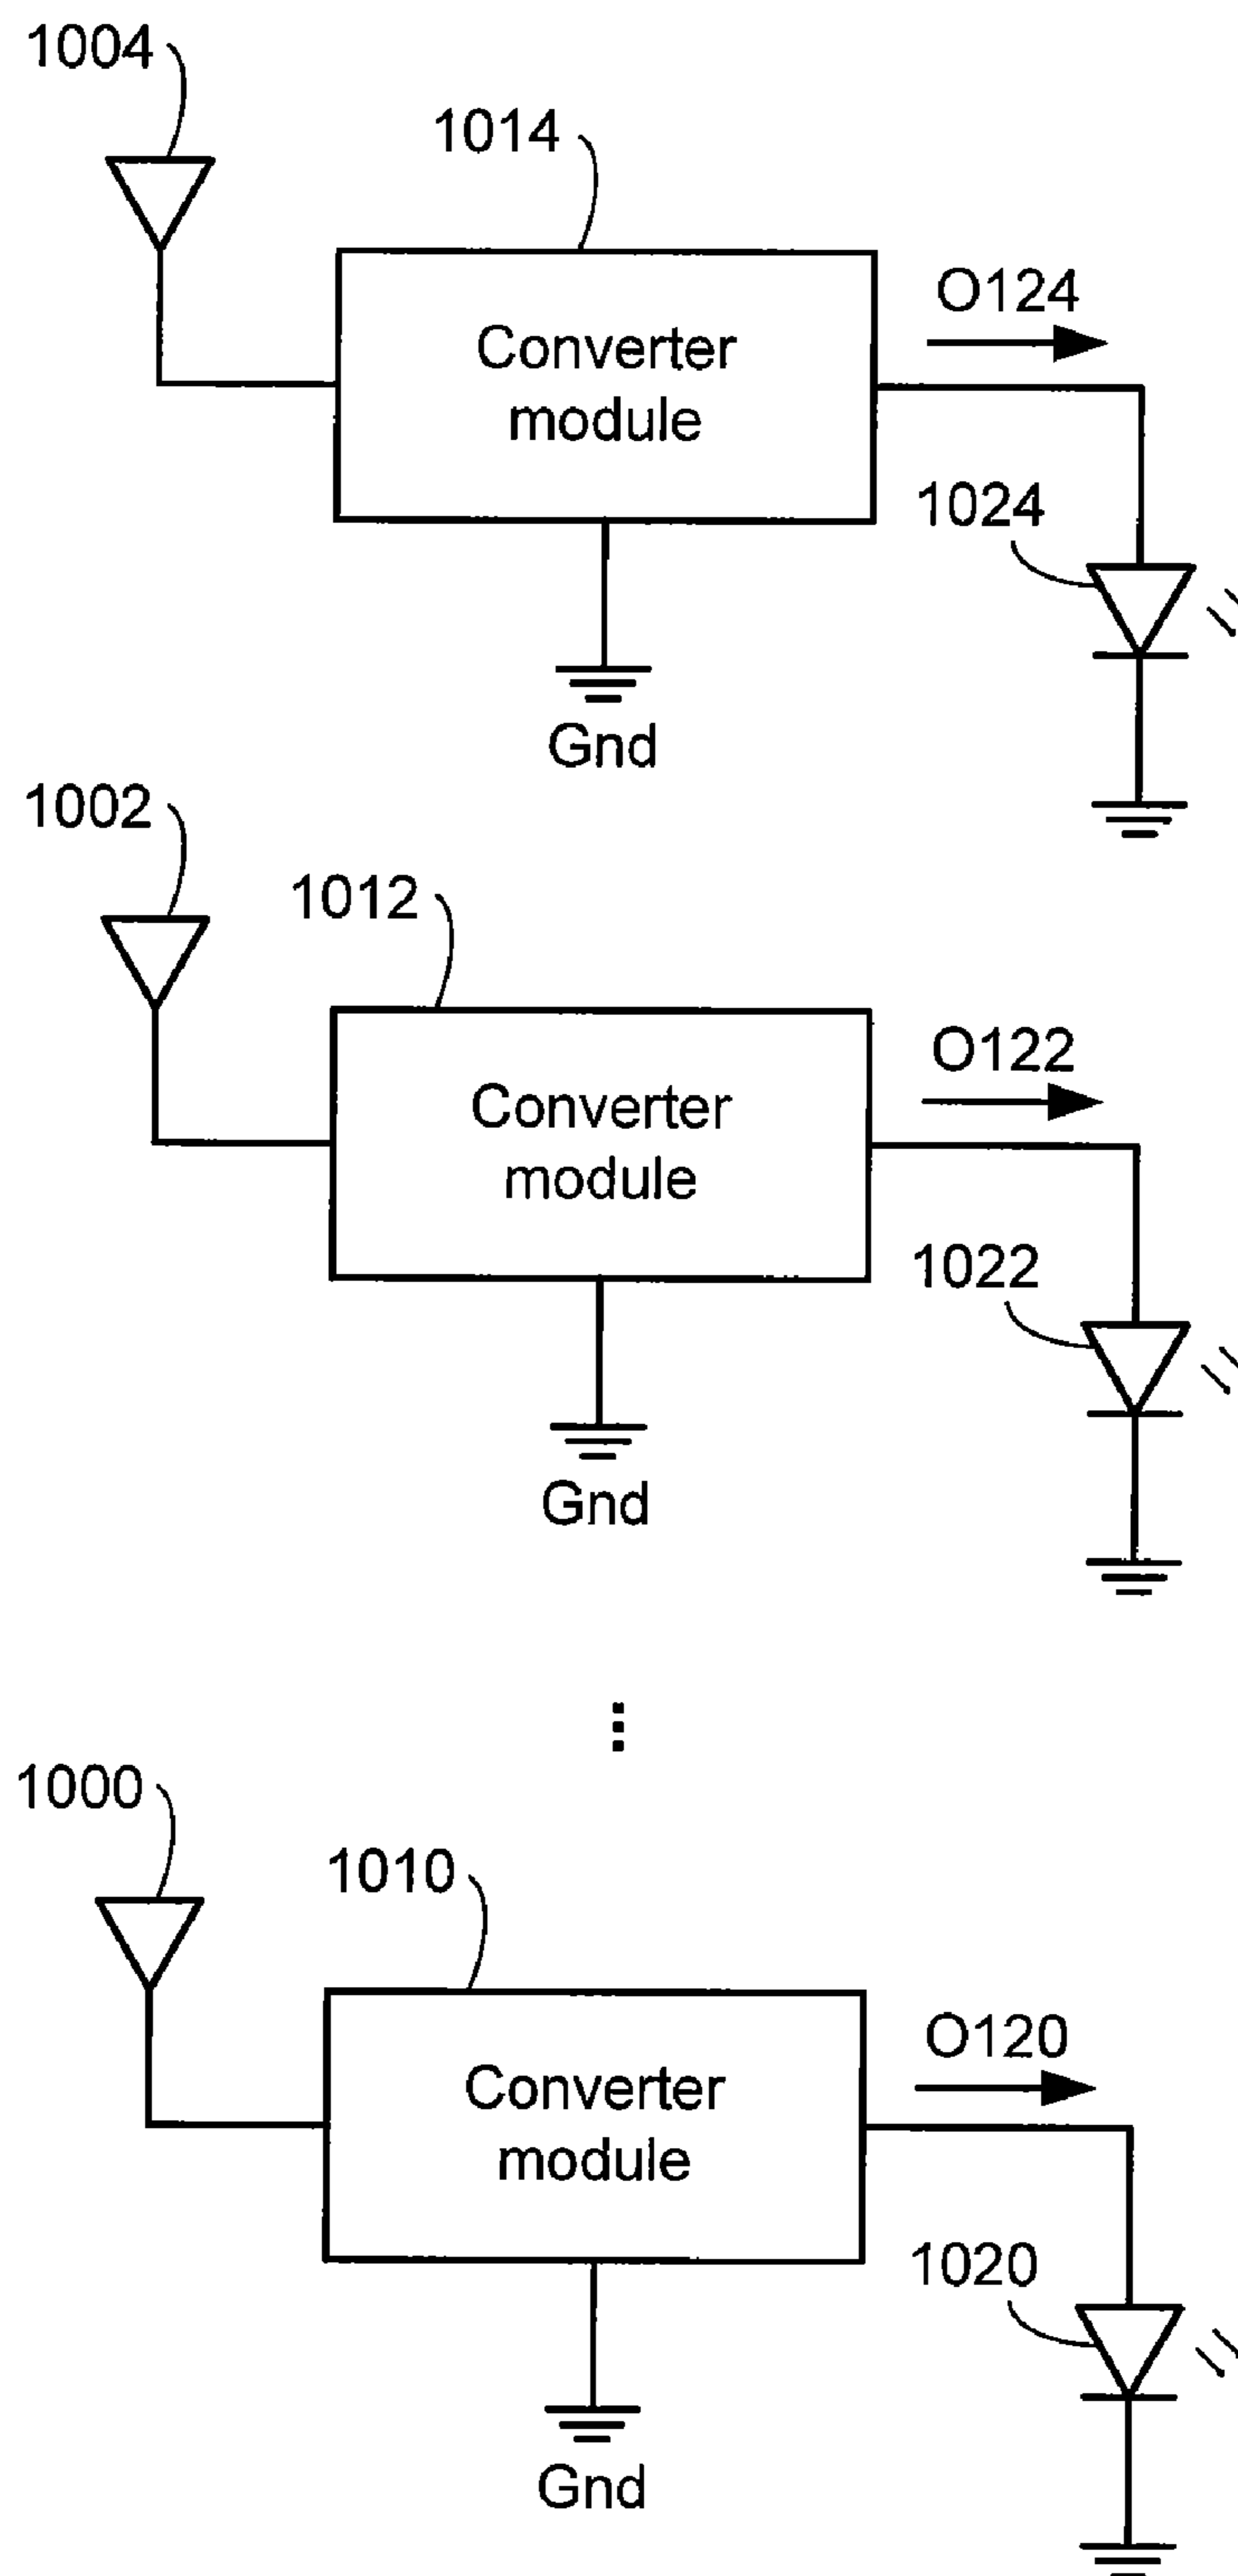 1004
1014
O124
Converter
module
1024
Gnd
1002
1012
O122
Converter
module
1022
Gnd
1000
1010
O120
Converter
module
1020
Gnd